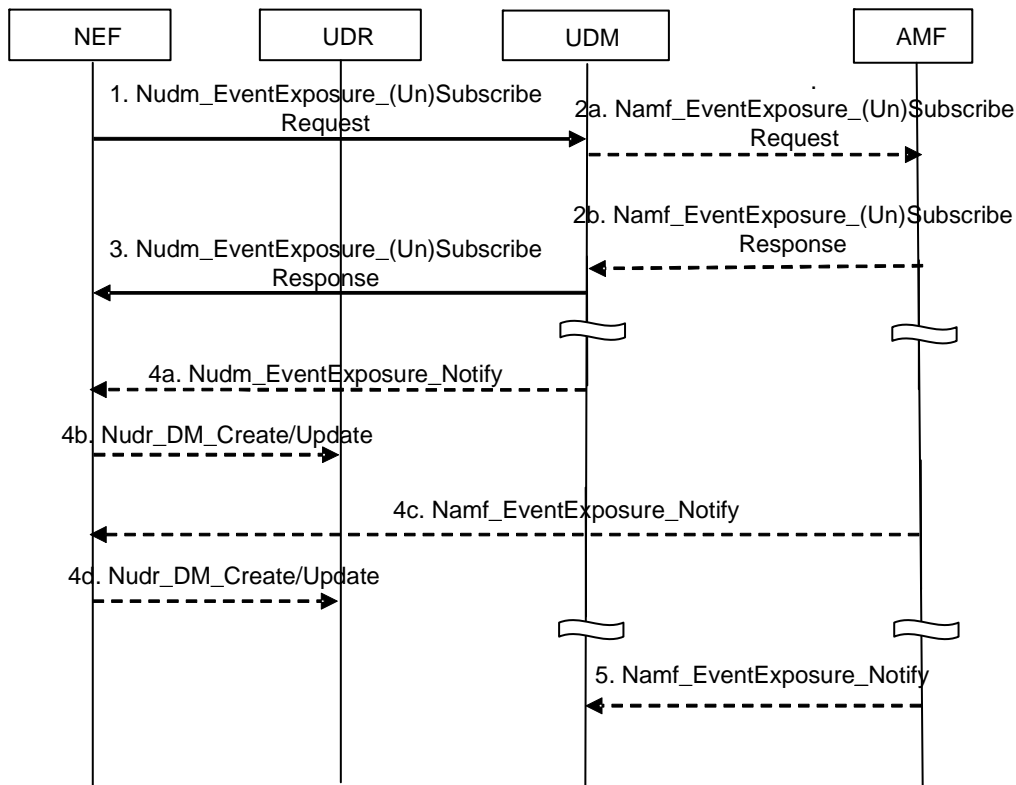 NEF
UDR
UDM
AMF
1. Nudm_EventExposure_(Un)Subscribe
Request
.
2a. Namf_EventExposure_(Un)Subscribe
Request
2b. Namf_EventExposure_(Un)Subscribe
Response
3. Nudm_EventExposure_(Un)Subscribe
Response
4a. Nudm_EventExposure_Notify
4b. Nudr_DM_Create/Update
4c. Namf_EventExposure_Notify
4d. Nudr_DM_Create/Update
5. Namf_EventExposure_Notify